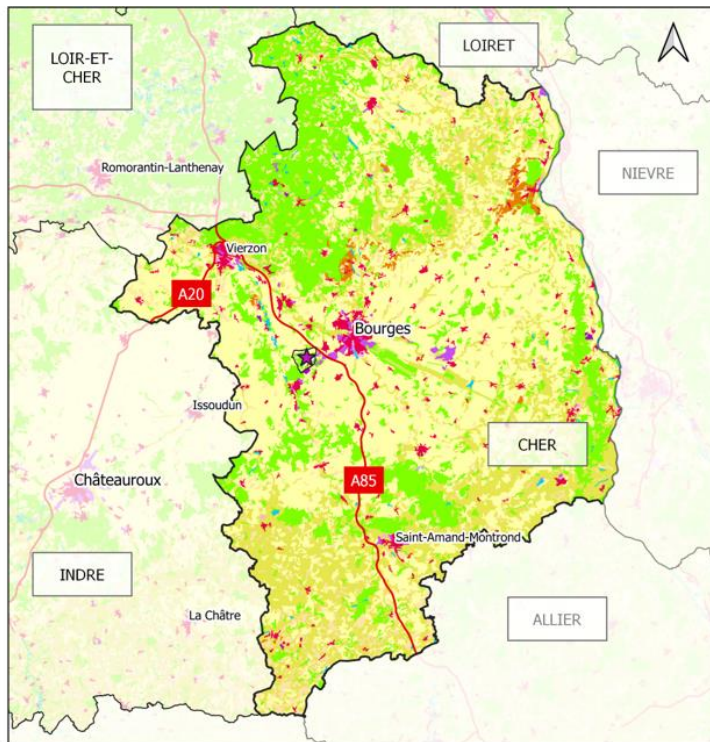 LOIR-ET-
CHER
LOIRET
Romorantin-Lanthenay
NIEVRE
Vierzon
A20
Bourges
Issoudun
CHER
Châteauroux
A85
Saint-Amand-Montrond
INDRE
La Châtre
ALLIER